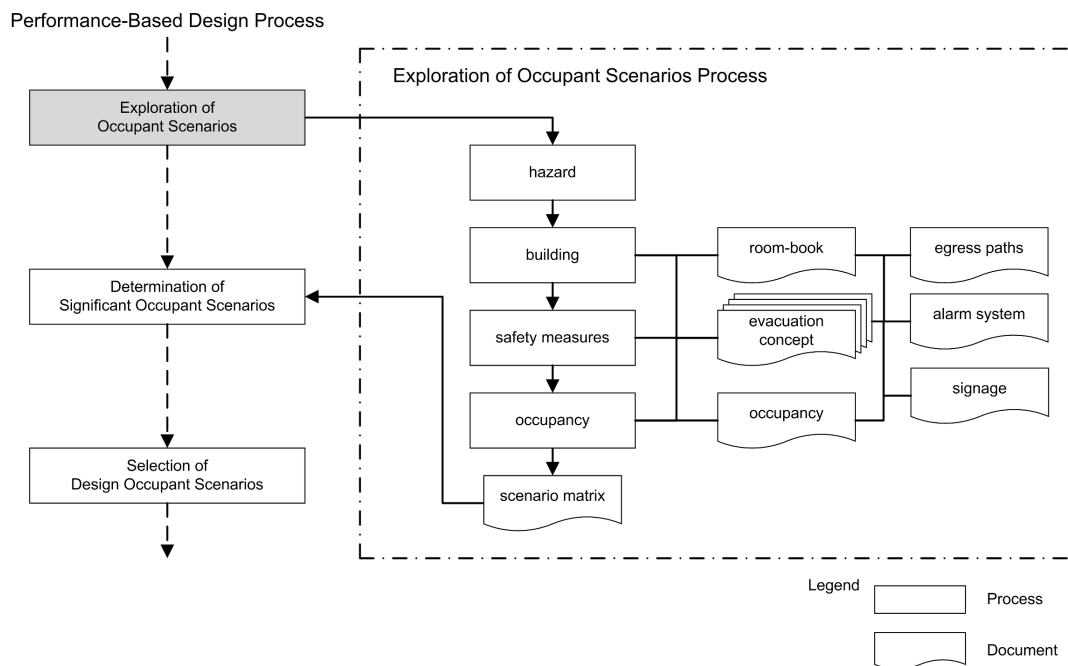 Performance-Based Design Process
Exploration of Occupant Scenarios Process
Exploration of
Occupant Scenarios
hazard
building
room-book
egress paths
Determination of
Significant Occupant Scenarios
safety measures
evacuation
concept
alarm system
signage
occupancy
occupancy
Selection of
Design Occupant Scenarios
scenario matrix
Legend
Process
Document